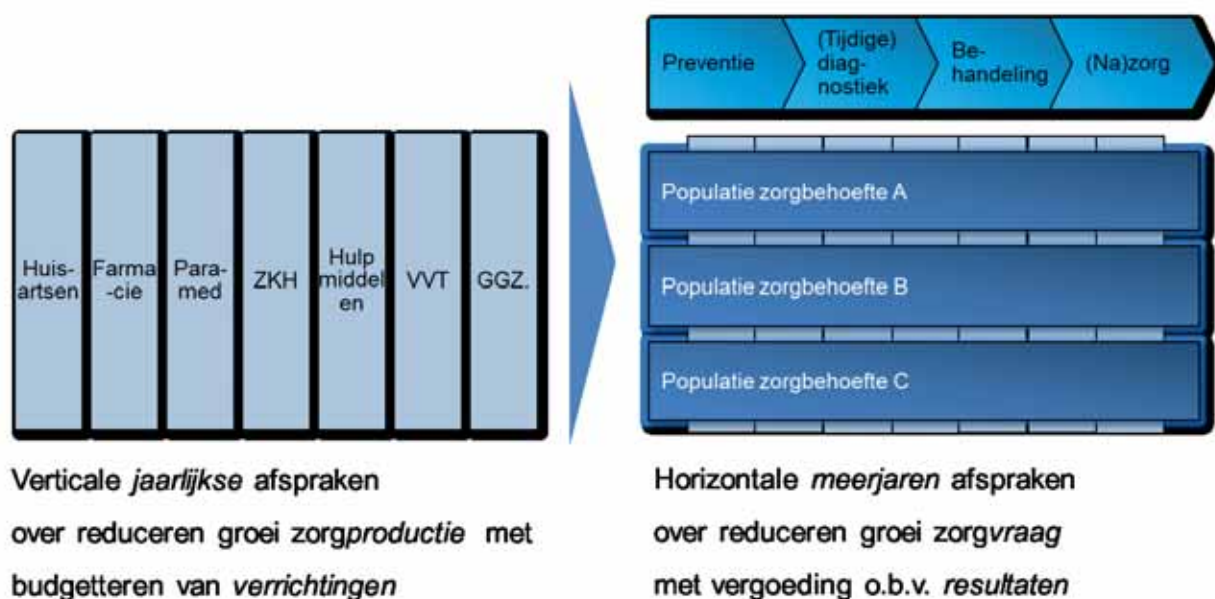 Huis-
artsen
Farma
-cie
Para-
med
ZKH
Hulp
middel
en
VVT
GGZ.
Verticale jaarlijkse afspraken
over reduceren groei zorgproductie met
budgetteren van verrichtingen
Preventie
(Tijdige)
diag-
nostiek
Be-
handeling
(Na)zorg
Populatie zorgbehoefte A
Populatie zorgbehoefte B
Populatie zorgbehoefte C
Horizontale meerjaren afspraken
over reduceren groei zorgvraag
met vergoeding o.b.v. resultaten